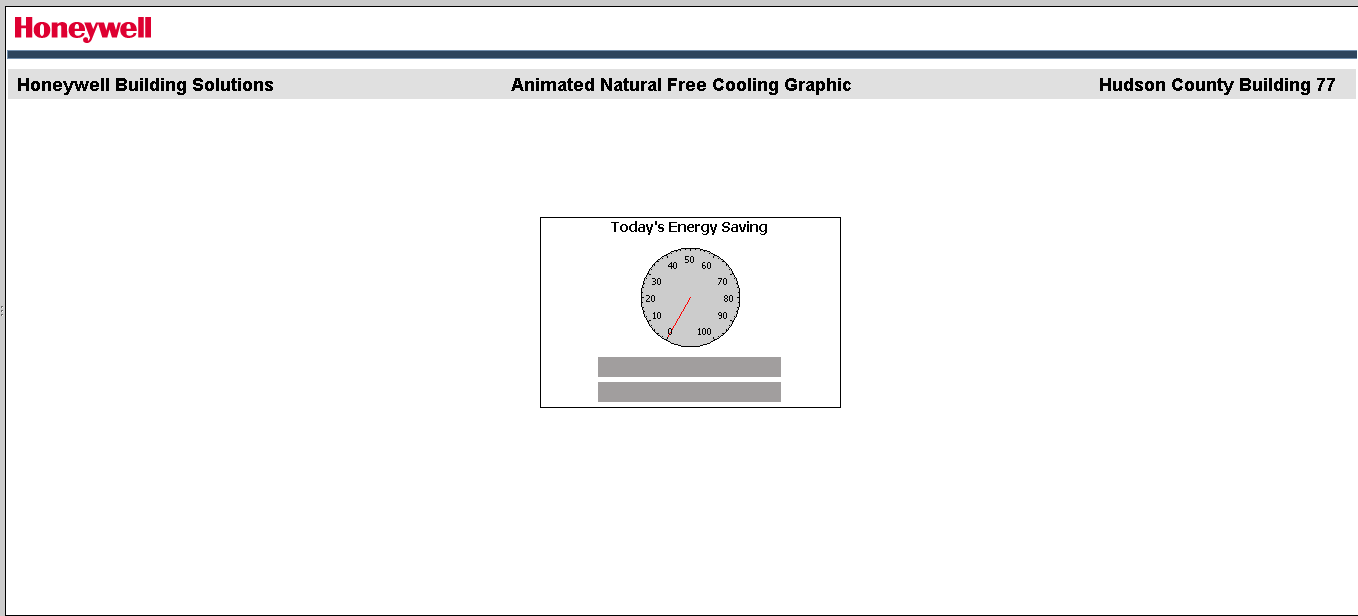 Honeywell
Honeywell Building Solutions Animated Natural Free Cooling Graphic Hudson County Building 77
Today's Energy Saving
50
40 60
30 70
20 80
10 90
0 100